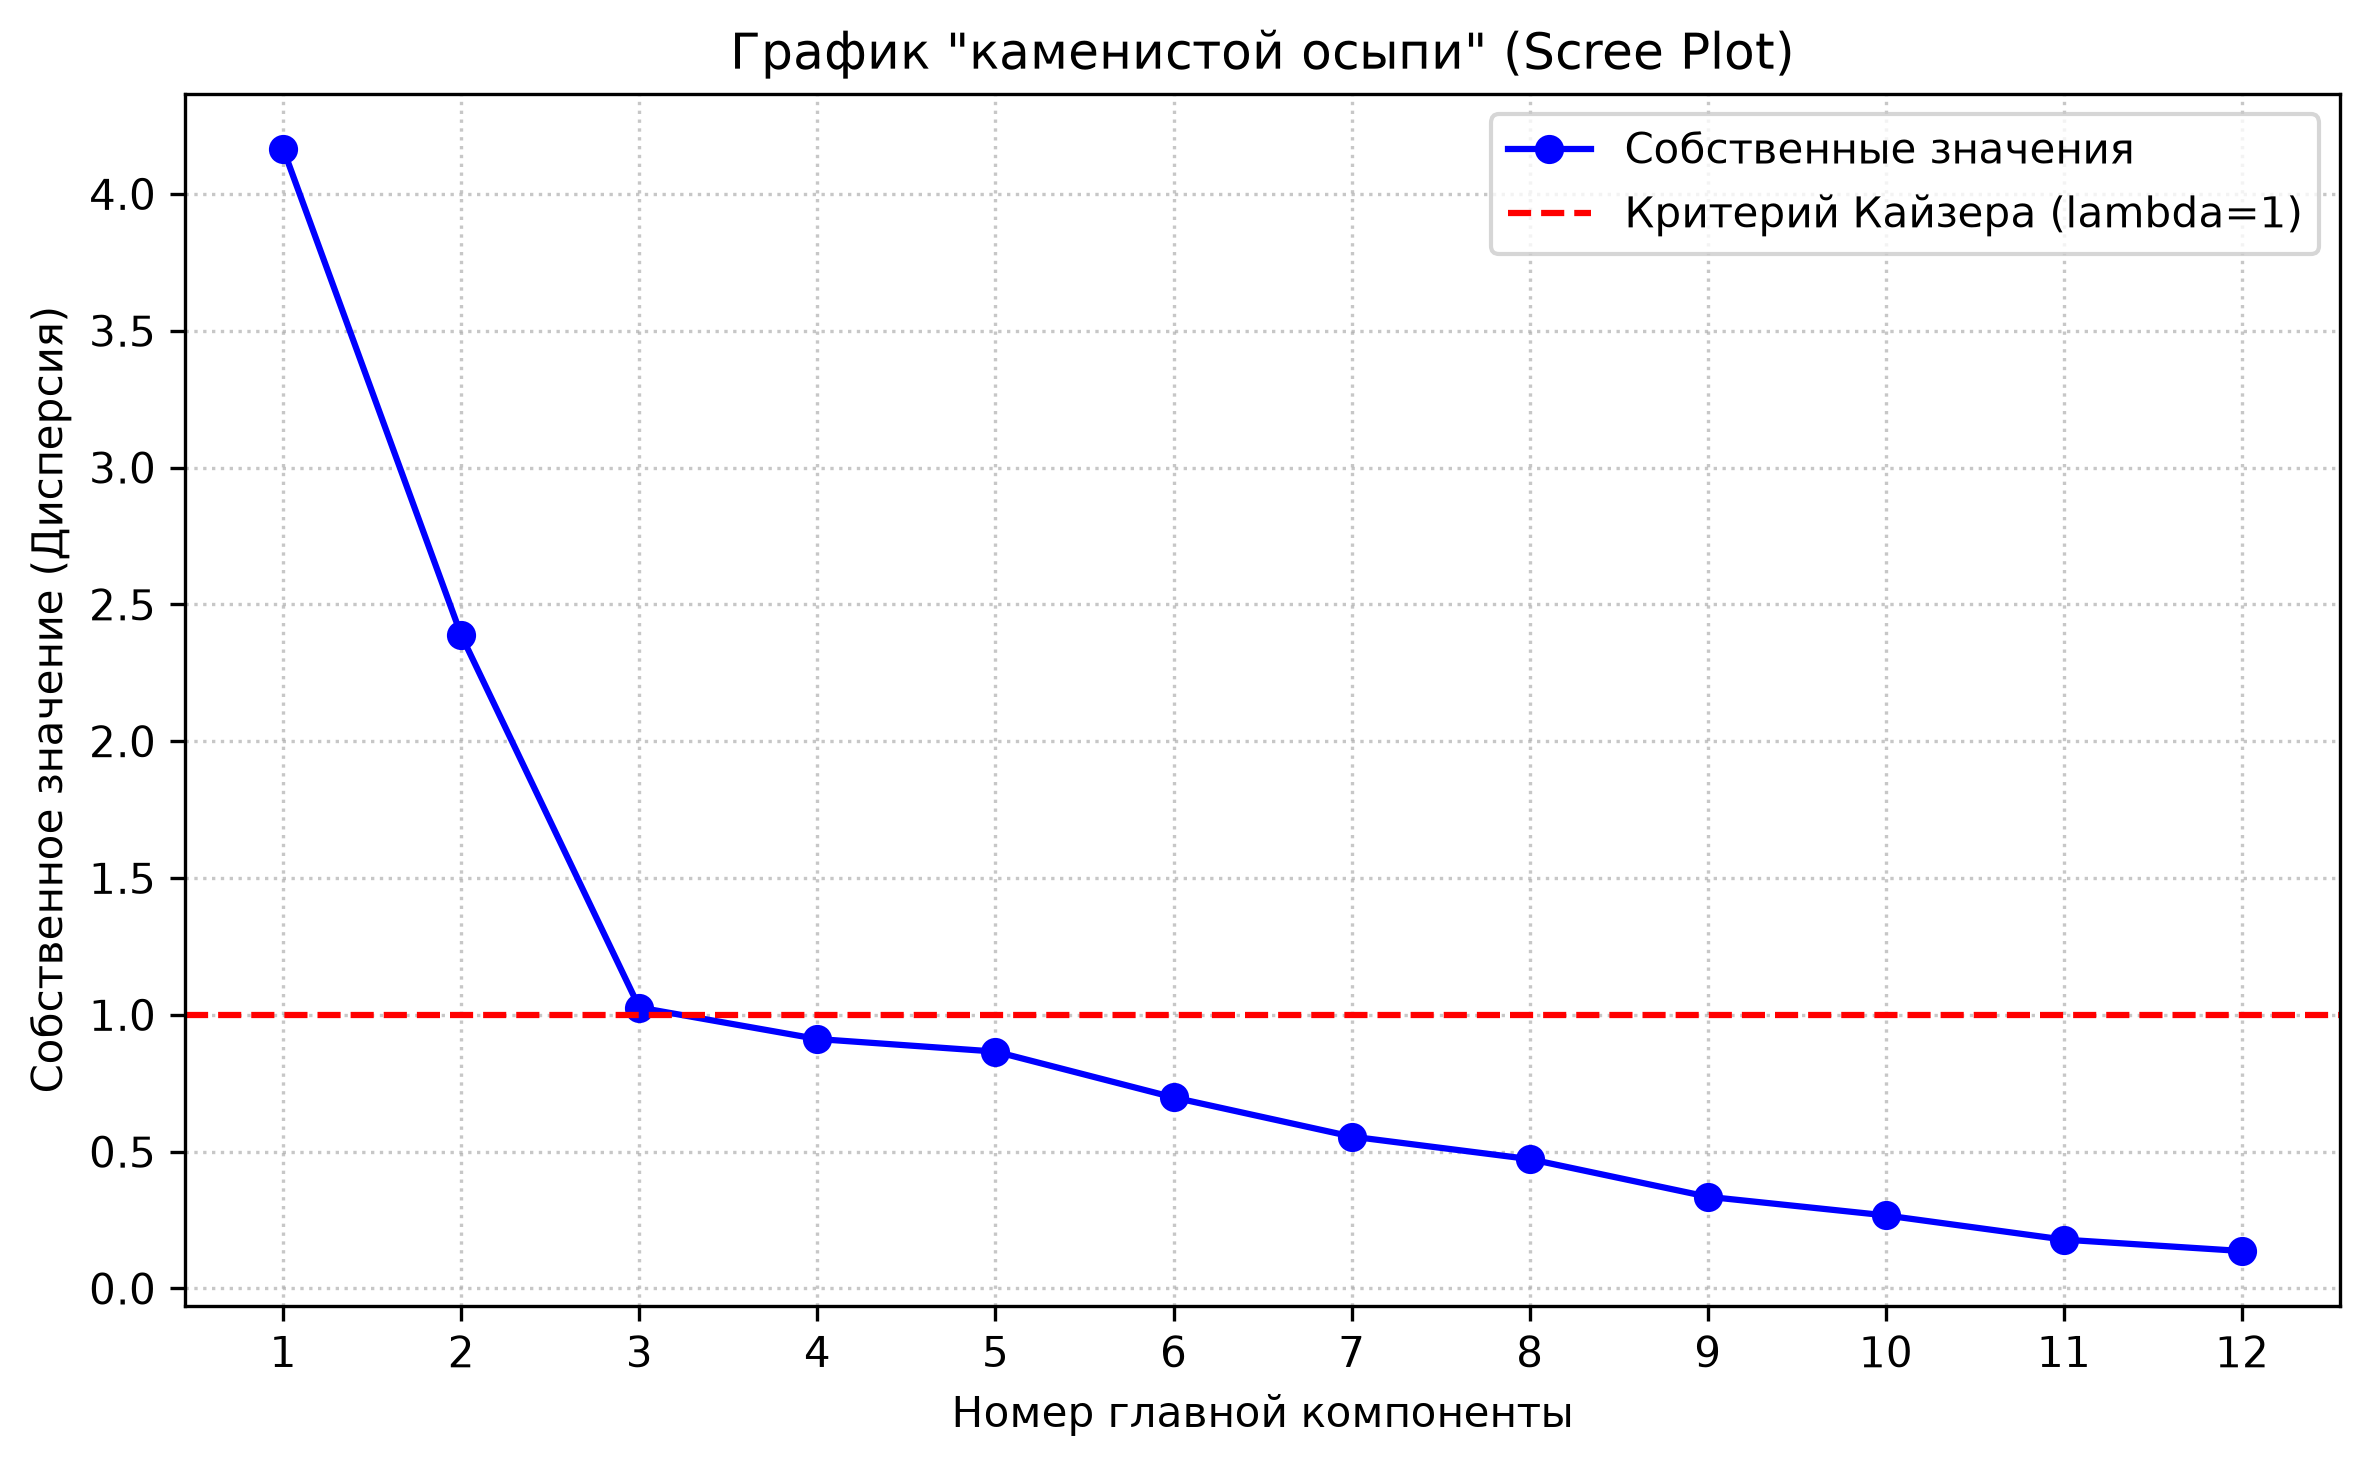 График "каменистой осыпи" (Scree Plot)
Собственные значения
Критерий Кайзера (lambda=1)
Собственное значение (Дисперсия)
4.0
3.5
3.0
2.5
2.0
1.5
1.0
0.5
0.0
1 2 3 4 5 6 7 8 9 10 11 12
Номер главной компоненты